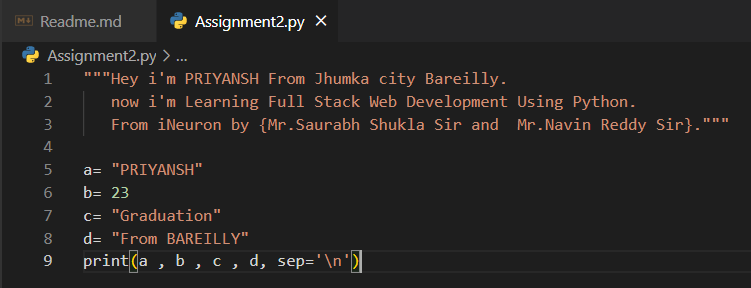 Readme.md Assignment2.py ×
Assignment2.py > ...
1 """Hey i'm PRIYANSH From Jhumka city Bareilly.
2 now i'm Learning Full Stack Web Development Using Python.
3 From iNeuron by {Mr.Saurabh Shukla Sir and  Mr.Navin Reddy Sir}."""
4
5 a= "PRIYANSH"
6 b= 23
7 c= "Graduation"
8 d= "From BAREILLY"
9 print(a , b , c , d, sep='\n')